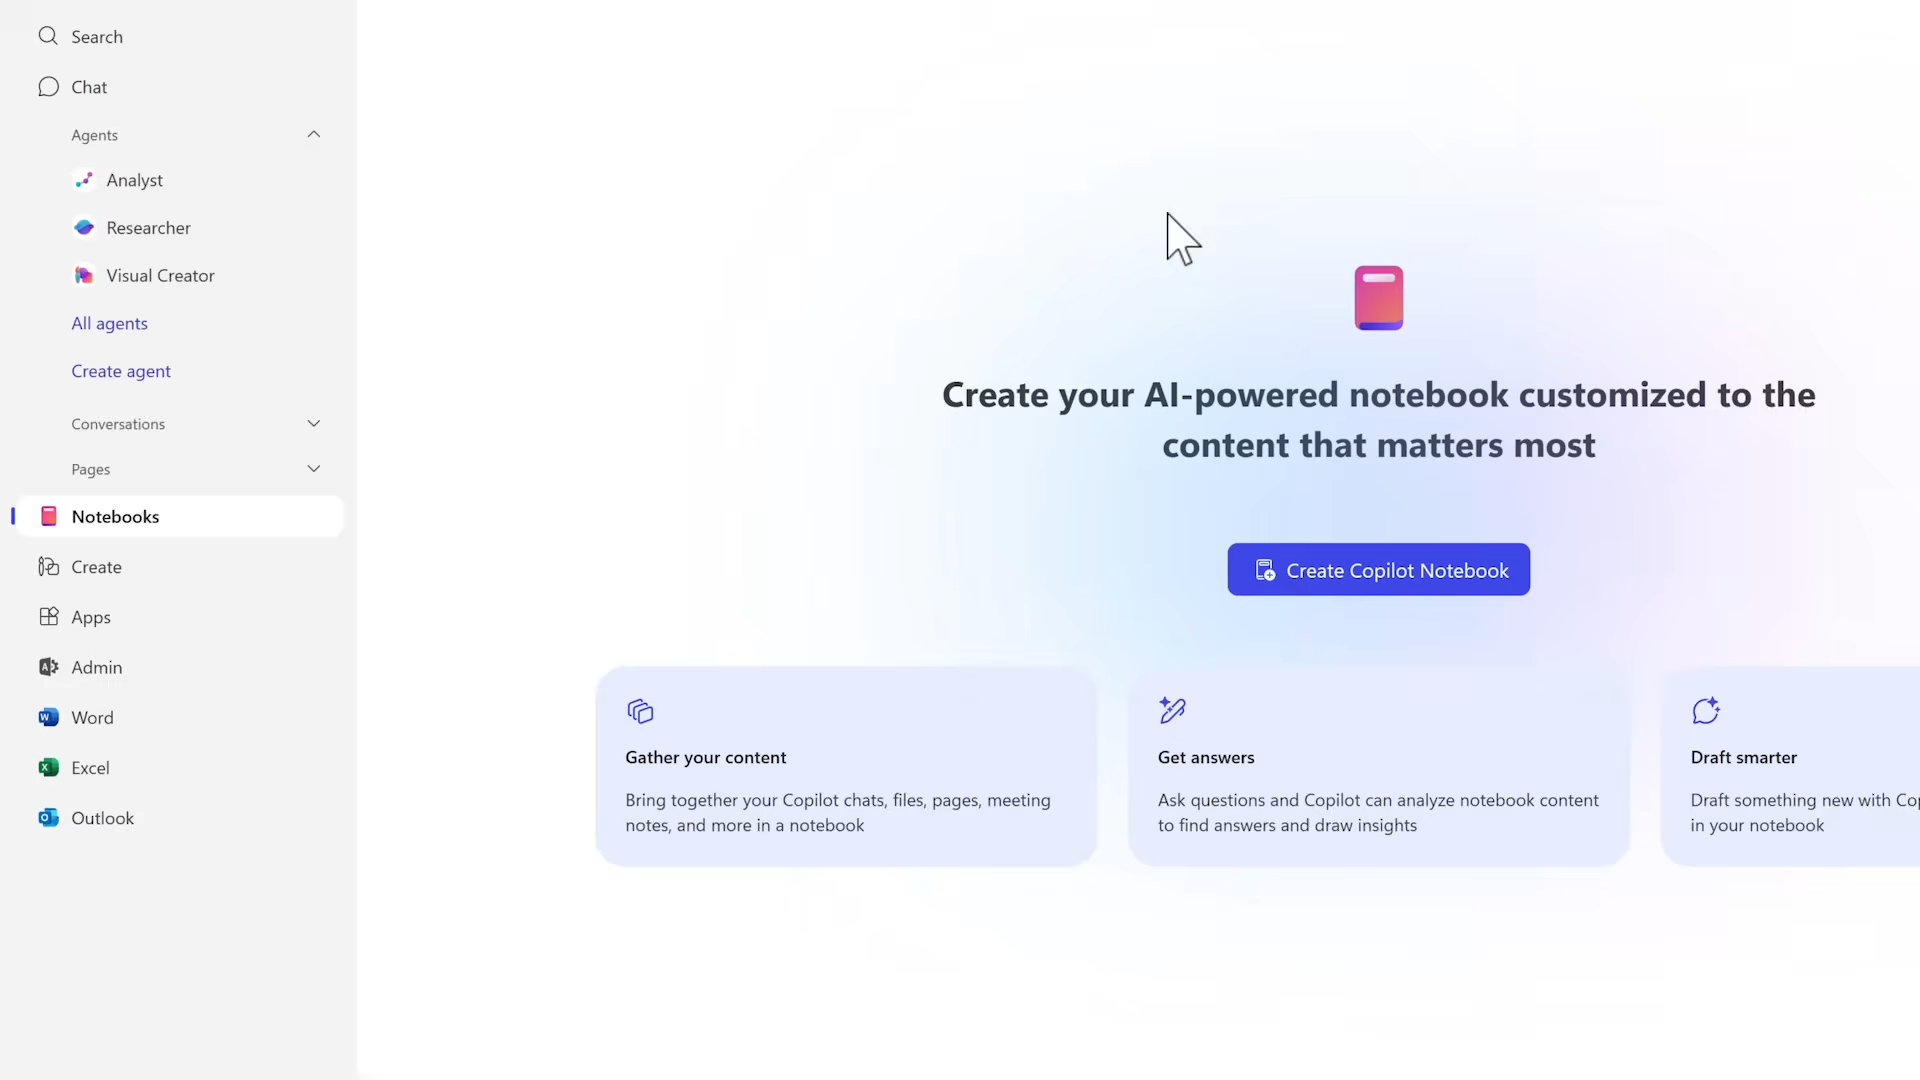 Search
Chat
Agents
Analyst
Researcher
Visual Creator
All agents
Create agent
Conversations
Pages
Notebooks
Create
Apps
Admin
Word
Excel
Outlook
Create your AI-powered notebook customized to the
content that matters most
Create Copilot Notebook
Gather your content
Bring together your Copilot chats, files, pages, meeting
notes, and more in a notebook
Get answers
Ask questions and Copilot can analyze notebook content
to find answers and draw insights
Draft smarter
Draft something new with
in your notebook